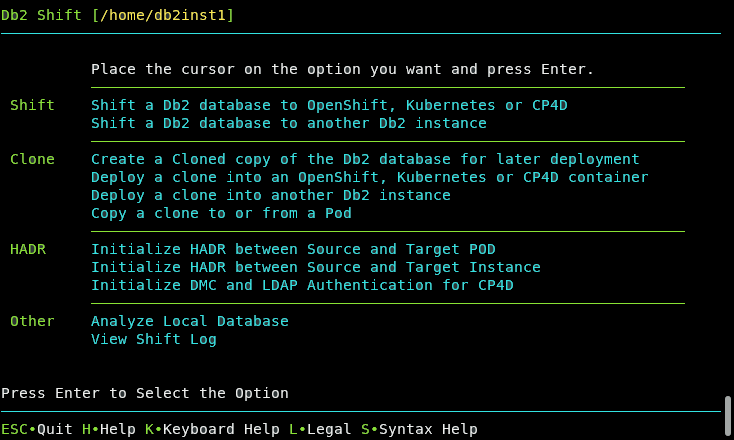 Db2 Shift [/home/db2inst1]
Place the cursor on the option you want and press Enter.
Shift Shift a Db2 database to OpenShift, Kubernetes or CP4D
Shift a Db2 database to another Db2 instance
Clone Create a Cloned copy of the Db2 database for later deployment
Deploy a clone into an OpenShift, Kubernetes or CP4D container
Deploy a clone into another Db2 instance
Copy a clone to or from a Pod
HADR Initialize HADR between Source and Target POD
Initialize HADR between Source and Target Instance
Initialize DMC and LDAP Authentication for CP4D
Other Analyze Local Database
View Shift Log
Press Enter to Select the Option
ESC•Quit H•Help K•Keyboard Help L•Legal S•Syntax Help